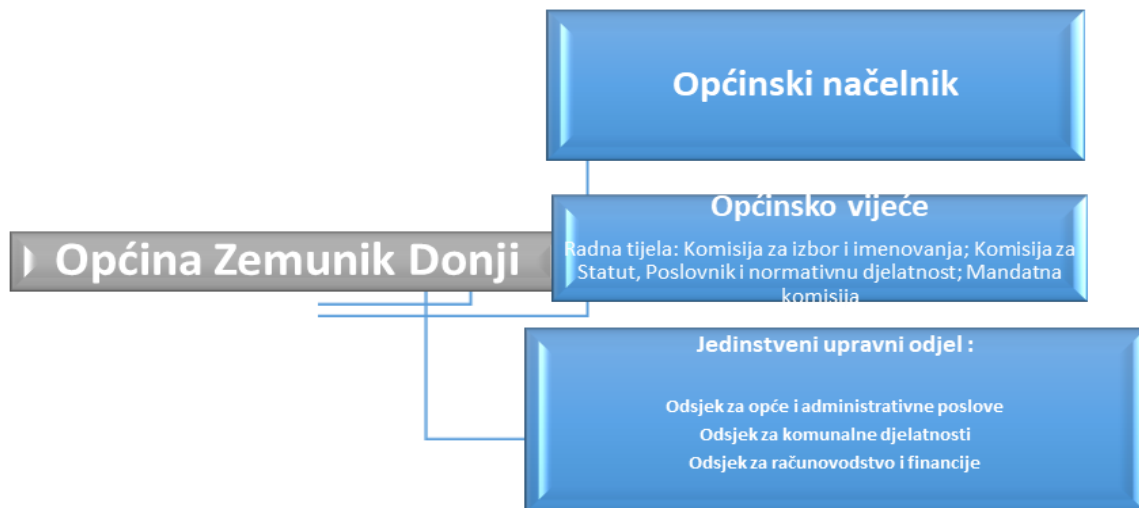 Općinski načelnik
Općinsko vijeće
Radna tijela: Komisija za izbor i imenovanja; Komisija za
Statut, Poslovnik i normativnu djelatnost; Mandatna
komisija
Općina Zemunik Donji
Jedinstveni upravni odjel :
Odsjek za opće i administrativne poslove
Odsjek za komunalne djelatnosti
Odsjek za računovodstvo i financije